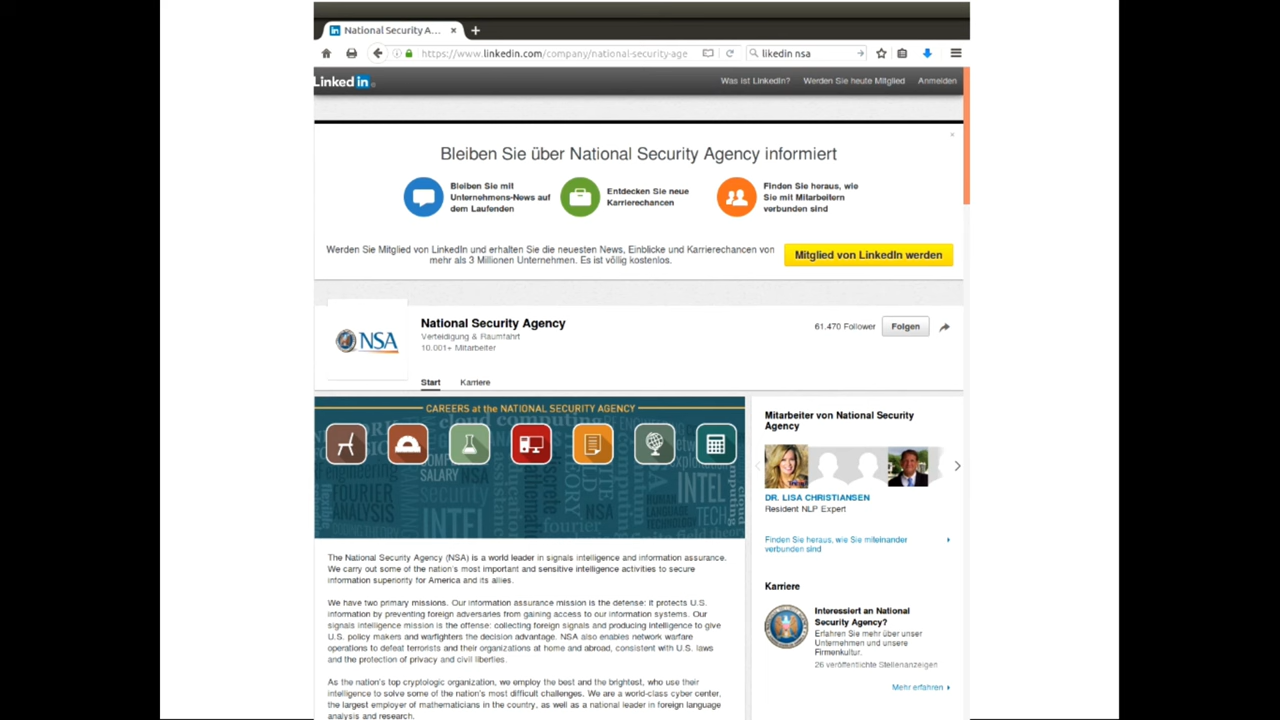 National Security A...
https://www.linkedin.com/company/national-security-age
likedin nsa
Linked in
Was ist LinkedIn?
Werden Sie heute Mitglied
Anmelden
Bleiben Sie über National Security Agency informiert
Bleiben Sie mit
Unternehmens-News auf
dem Laufenden
Entdecken Sie neue
Karrierechancen
Finden Sie heraus, wie
Sie mit Mitarbeitern
verbunden sind
Werden Sie Mitglied von LinkedIn und erhalten Sie die neuesten News, Einblicke und Karrierechancen von
mehr als 3 Millionen Unternehmen. Es ist völlig kostenlos.
Mitglied von LinkedIn werden
NSA
National Security Agency
Verteidigung & Raumfahrt
10.001+ Mitarbeiter
61.470 Follower
Folgen
Start
Karriere
CAREERS at the NATIONAL SECURITY AGENCY
cloud computing
SALARY
NSA
security
INTEL
FOURIER
ANALYSIS
fourier
NSA
HUMAN
LANGUAGE
TECHNOLOGY
INTEL
TECH
The National Security Agency (NSA) is a world leader in signals intelligence and information assurance.
We carry out some of the nation's most important and sensitive intelligence activities to secure
information superiority for America and its allies.
We have two primary missions. Our information assurance mission is the defense: it protects U.S.
information by preventing foreign adversaries from gaining access to our information systems. Our
signals intelligence mission is the offense: collecting foreign signals and producing intelligence to give
U.S. policy makers and warfighters the decision advantage. NSA also enables network warfare
operations to defeat terrorists and their organizations at home and abroad, consistent with U.S. laws
and the protection of privacy and civil liberties.
As the nation's top cryptologic organization, we employ the best and the brightest, who use their
intelligence to solve some of the nation's most difficult challenges. We are a world-class cyber center,
the largest employer of mathematicians in the country, as well as a national leader in foreign language
analysis and research.
Mitarbeiter von National Security
Agency
DR. LISA CHRISTIANSEN
Resident NLP Expert
Finden Sie heraus, wie Sie miteinander
verbunden sind
Karriere
Interessiert an National
Security Agency?
Erfahren Sie mehr über unser
Unternehmen und unsere
Firmenkultur.
26 veröffentlichte Stellenanzeigen
Mehr erfahren